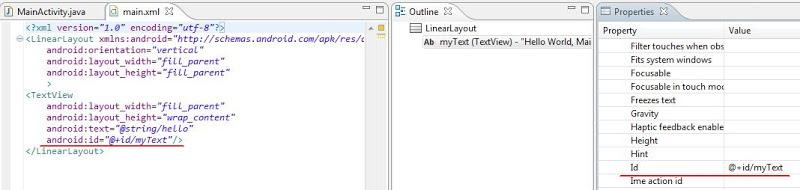 MainActivity.java
main.xml
<?xml version="1.0" encoding="utf-8"?>
<LinearLayout xmlns:android="http://schemas.android.com/apk/res/
android:orientation="vertical"
android:layout_width="fill_parent"
android:layout_height="fill_parent"
>
<TextView
android:layout_width="fill_parent"
android:layout_height="wrap_content"
android:text="@string/hello"
android:id="@+id/myText"/>
</LinearLayout>
Outline
LinearLayout
Ab myText (TextView) - "Hello World, Mai
Properties
Property Value
Filter touches when obs
Fits system windows
Focusable
Focusable in touch mod
Freezes text
Gravity
Haptic feedback enable
Height
Hint
Id @+id/myText
Ime action id